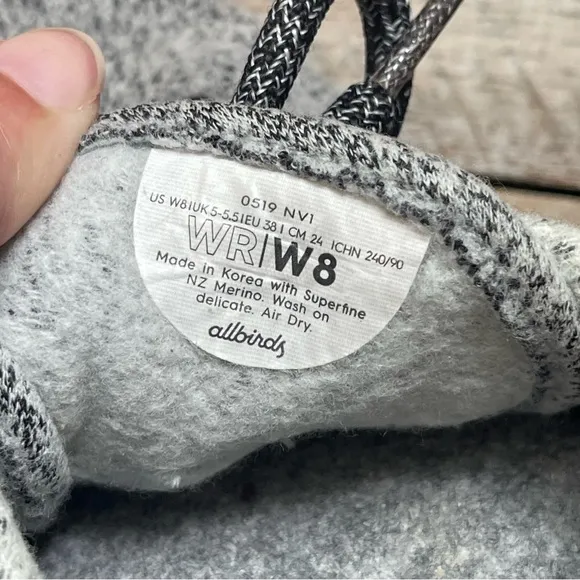 0519 NV1
US W8|UK 5-5.5|EU 38| CM 24 |CHN 240/90
WR|W8
Made in Korea with Superfine
NZ Merino. Wash on
delicate. Air Dry.
allbirds